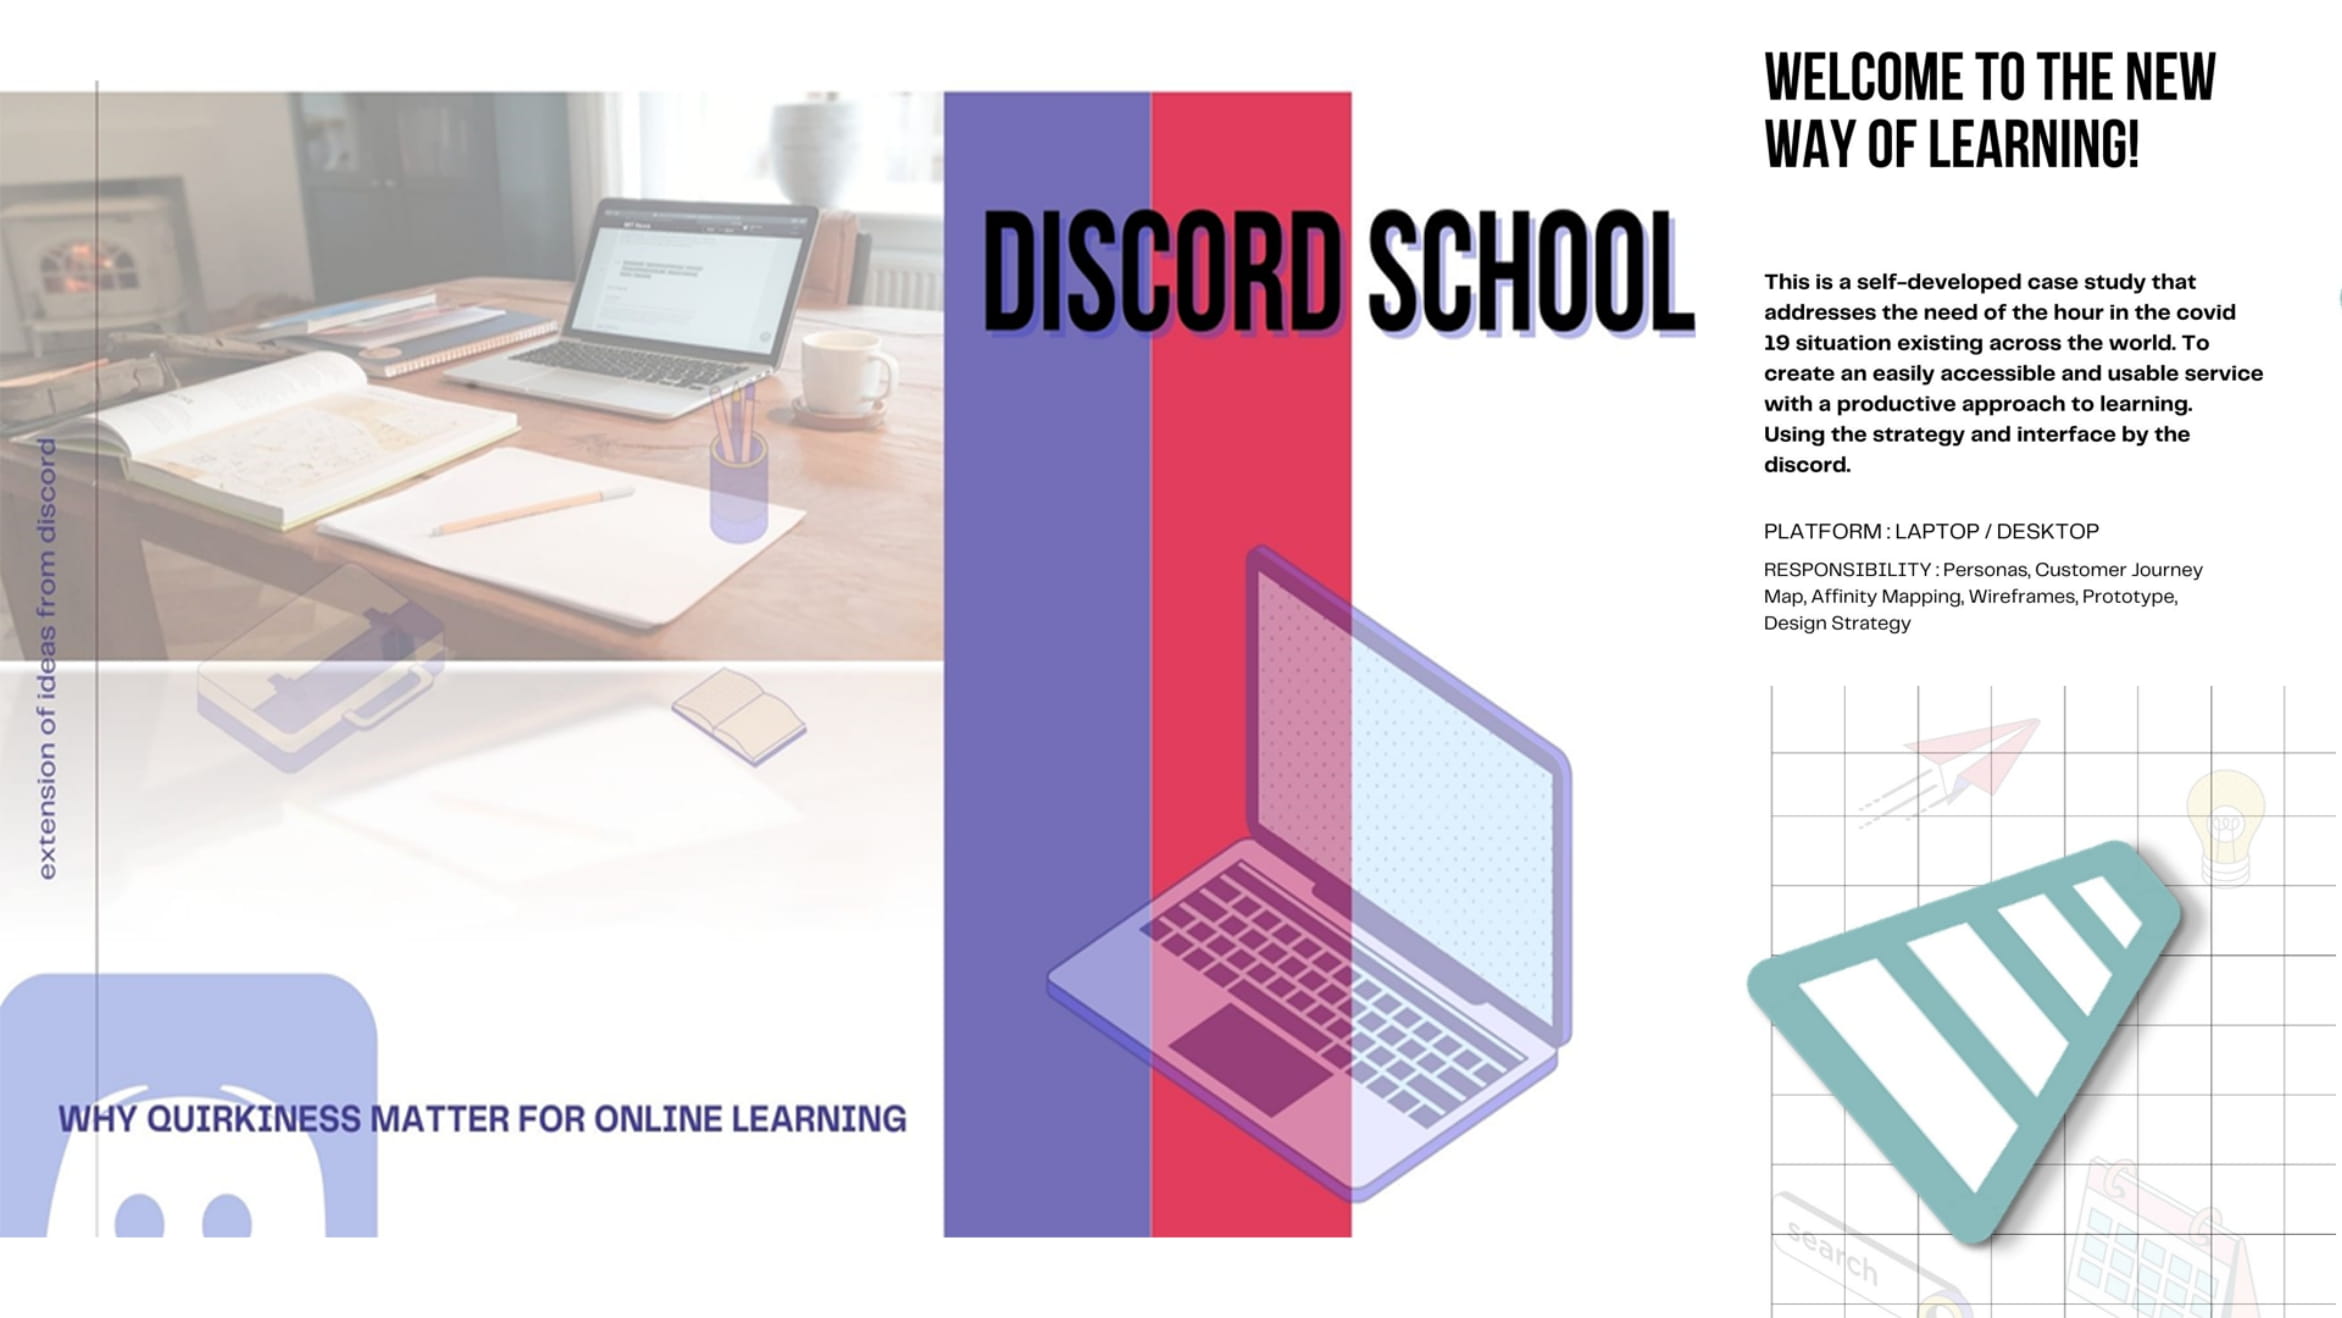 extension of ideas from discord
DISCORD SCHOOL
WHY QUIRKINESS MATTER FOR ONLINE LEARNING
WELCOME TO THE NEW
WAY OF LEARNING!
This is a self-developed case study that
addresses the need of the hour in the covid
19 situation existing across the world. To
create an easily accessible and usable service
with a productive approach to learning.
Using the strategy and interface by the
discord.
PLATFORM : LAPTOP / DESKTOP
RESPONSIBILITY : Personas, Customer Journey
Map, Affinity Mapping, Wireframes, Prototype,
Design Strategy
search